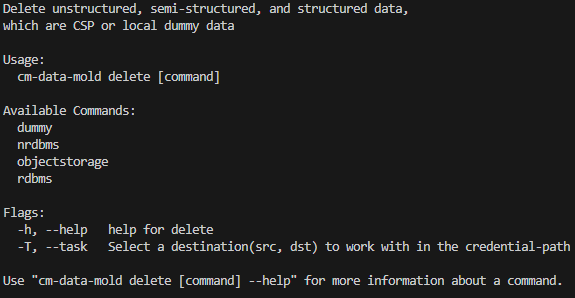 Delete unstructured, semi-structured, and structured data,
which are CSP or local dummy data
Usage:
cm-data-mold delete [command]
Available Commands:
dummy
nrdbms
objectstorage
rdbms
Flags:
-h, --help   help for delete
-T, --task   Select a destination(src, dst) to work with in the credential-path
Use "cm-data-mold delete [command] --help" for more information about a command.